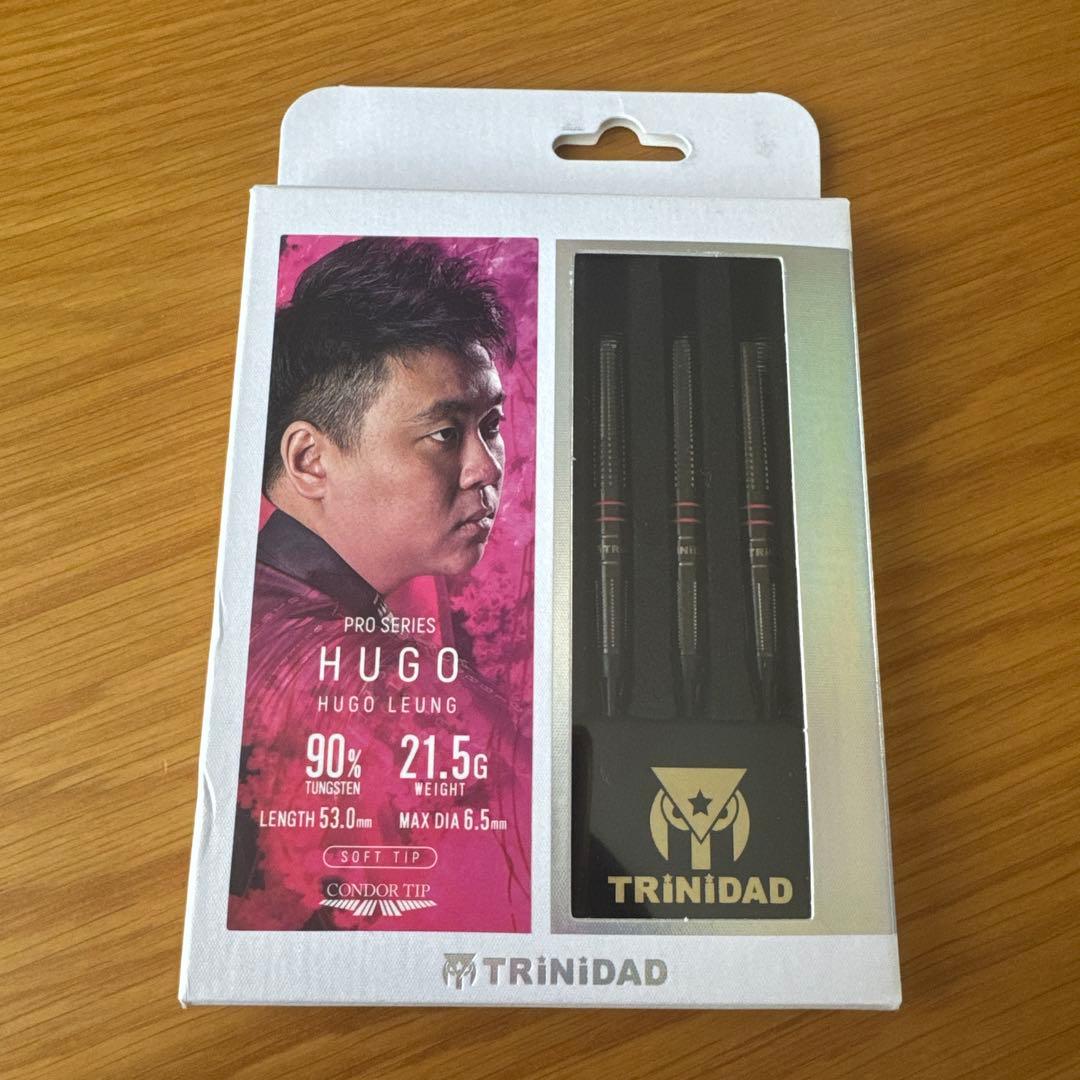 PRO SERIES
HUGO
HUGO LEUNG
90% 21.5G
TUNGSTEN WEIGHT
LENGTH 53.0mm MAX DIA 6.5mm
SOFT TIP
CONDOR TIP
TRiNiDAD
TRiNiDAD